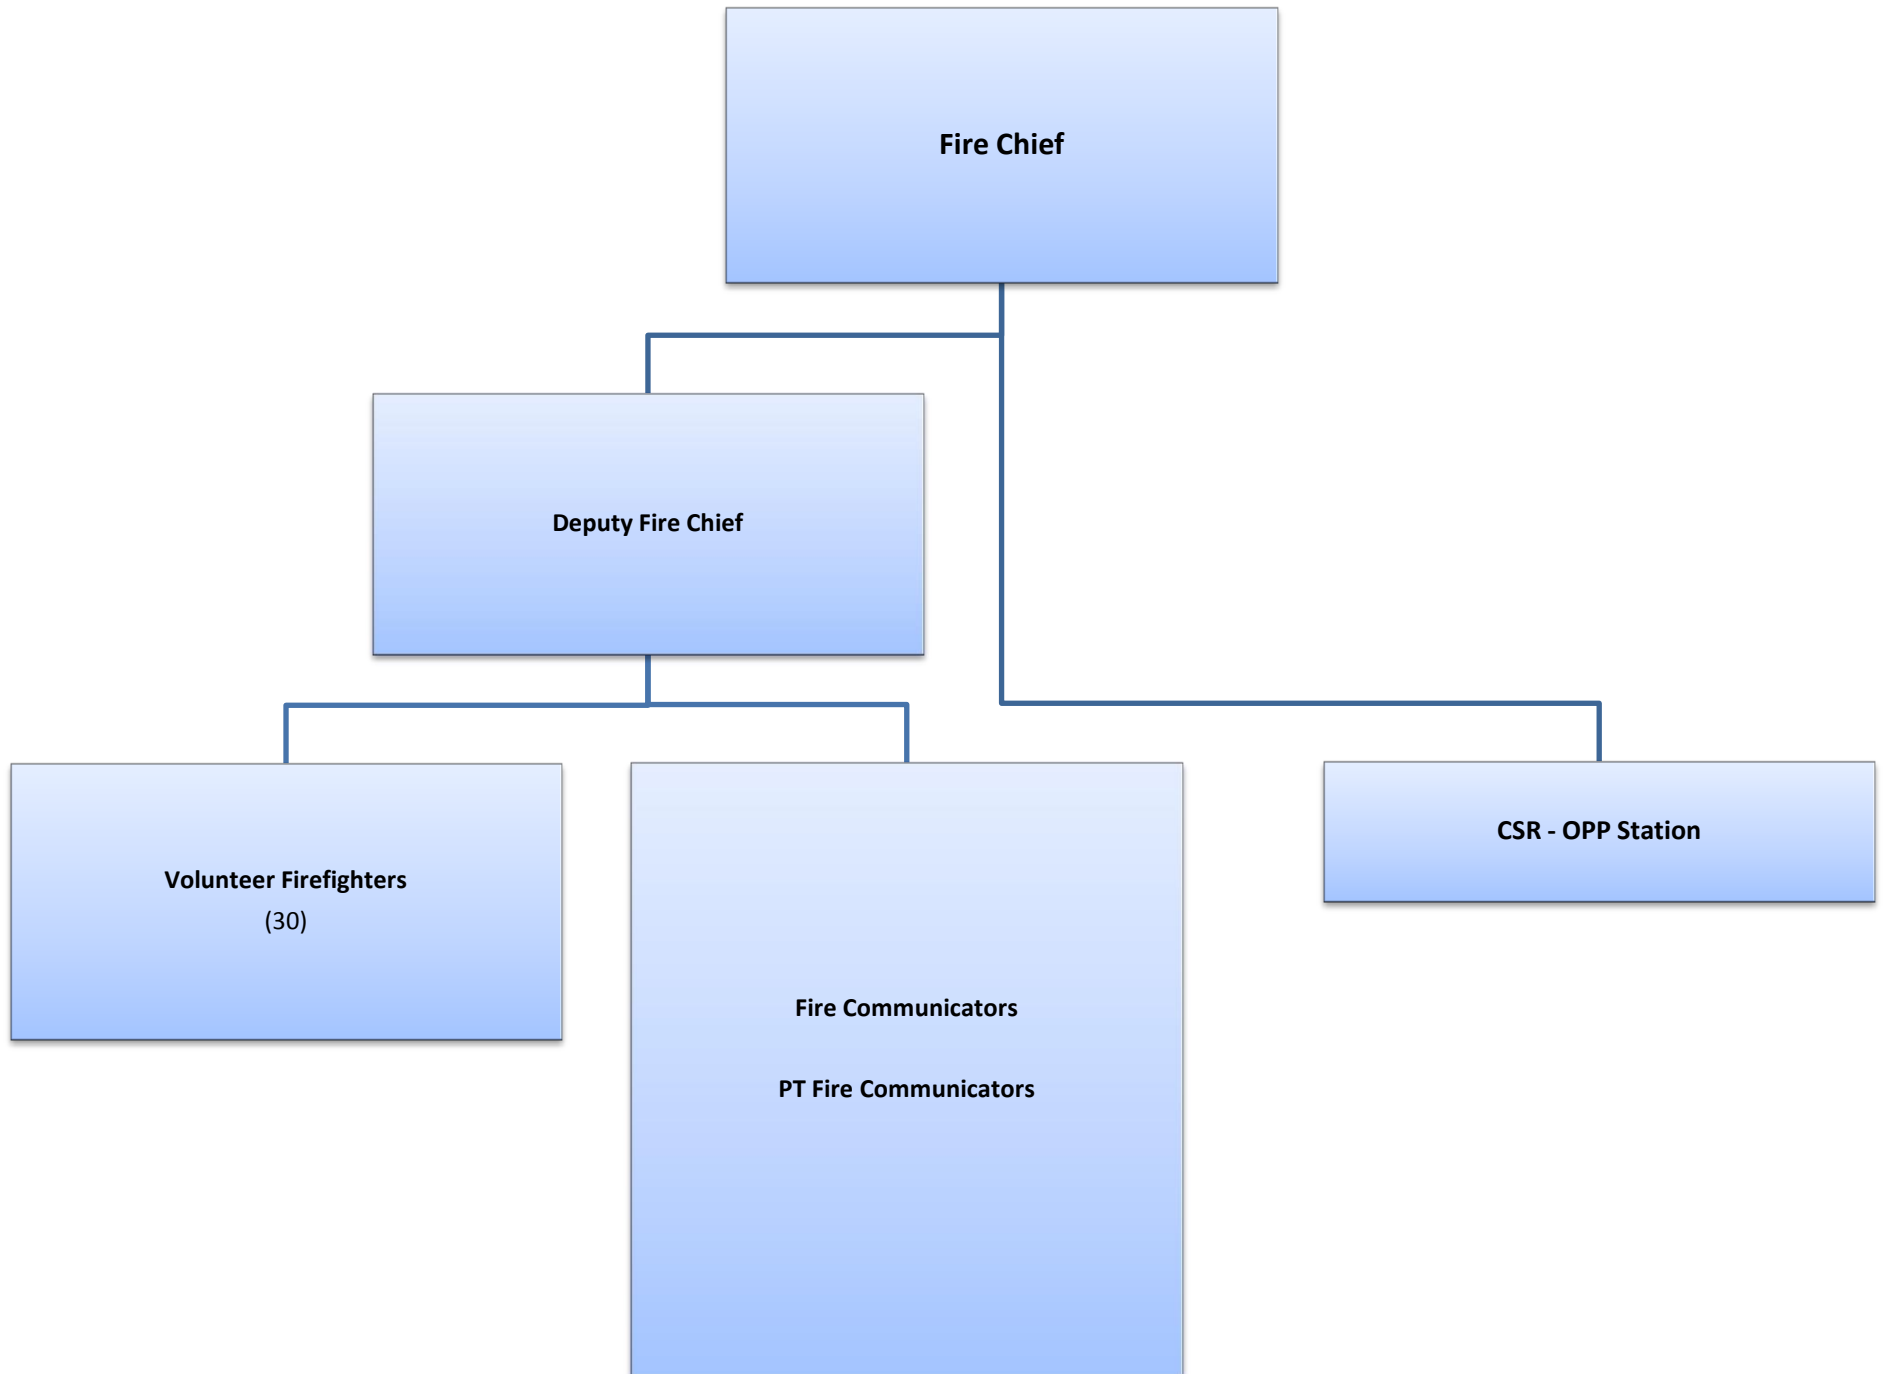 Fire Chief
Deputy Fire Chief
Volunteer Firefighters
(30)
Fire Communicators
PT Fire Communicators
CSR - OPP Station